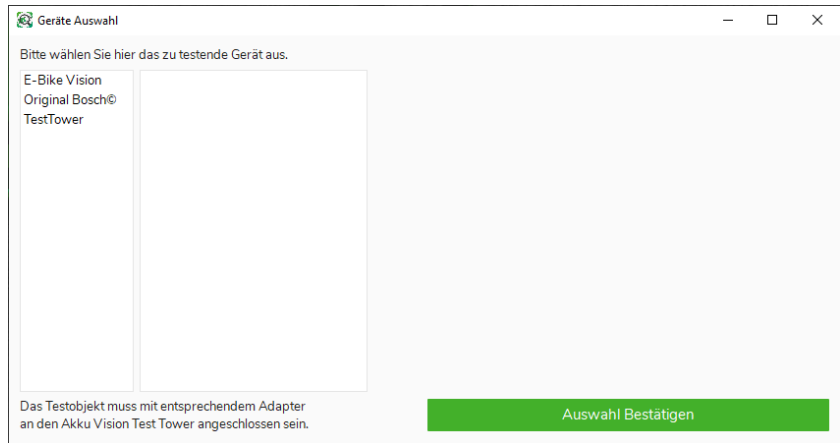 Geräte Auswahl
Bitte wählen Sie hier das zu testende Gerät aus.
E-Bike Vision
Original Bosch©
TestTower
Das Testobjekt muss mit entsprechendem Adapter
an den Akku Vision Test Tower angeschlossen sein.
Auswahl Bestätigen